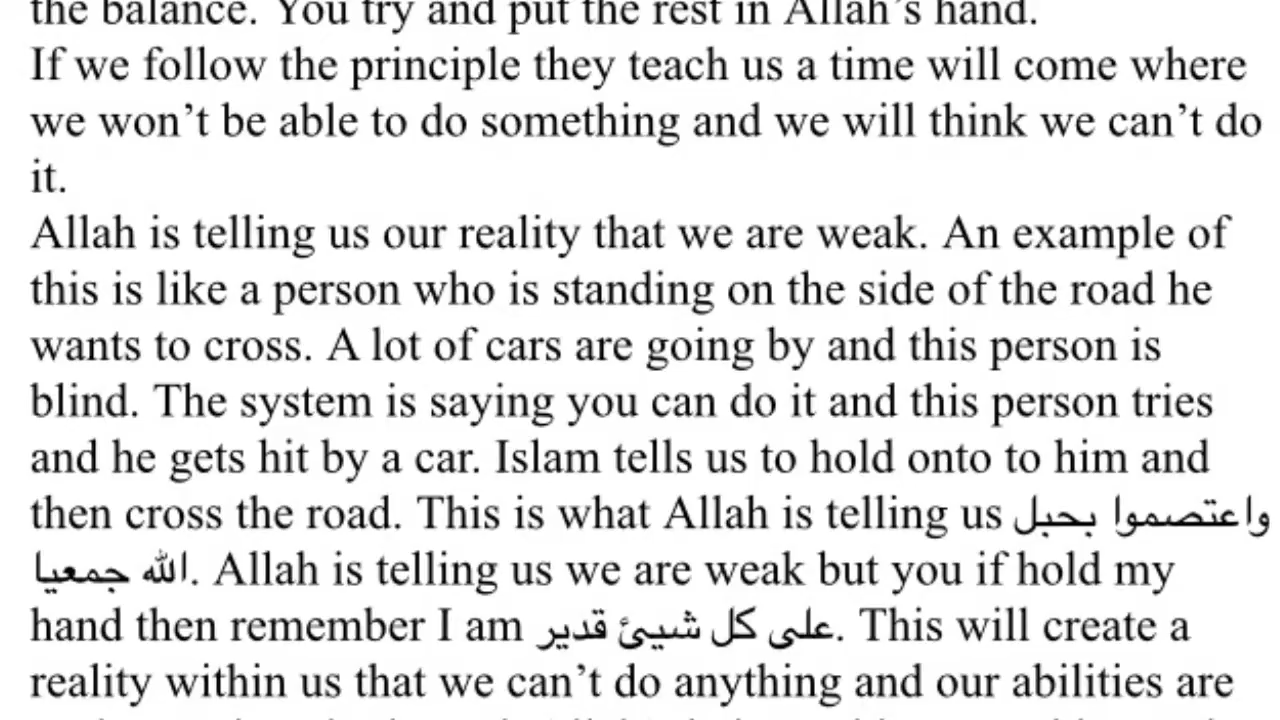 the balance. You try and put the rest in Allah's hand.
If we follow the principle they teach us a time will come where
we won't be able to do something and we will think we can't do
it.
Allah is telling us our reality that we are weak. An example of
this is like a person who is standing on the side of the road he
wants to cross. A lot of cars are going by and this person is
blind. The system is saying you can do it and this person tries
and he gets hit by a car. Islam tells us to hold onto to him and
then cross the road. This is what Allah is telling us واعتصموا بحبل
الله جمعيا. Allah is telling us we are weak but you if hold my
hand then remember I am على كل شيئ قدير. This will create a
reality within us that we can't do anything and our abilities are